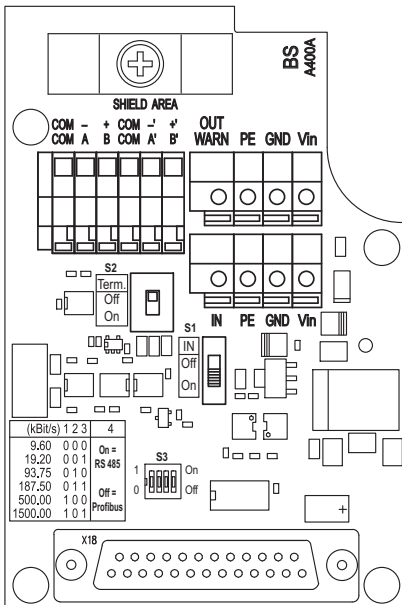 BS
A400A
SHIELD AREA
COM – + COM –' +'
COM A B COM A' B'
OUT
WARN PE GND Vin
IN PE GND Vin
S2
Term.
Off
On
S1
IN
Off
On
(kBit/s) 1 2 3 4
9.60 0 0 0
19.20 0 0 1
93.75 0 1 0
187.50 0 1 1
500.00 1 0 0
1500.00 1 0 1
On =
RS 485
Off =
Profibus
S3
1 On
0 Off
+
X18